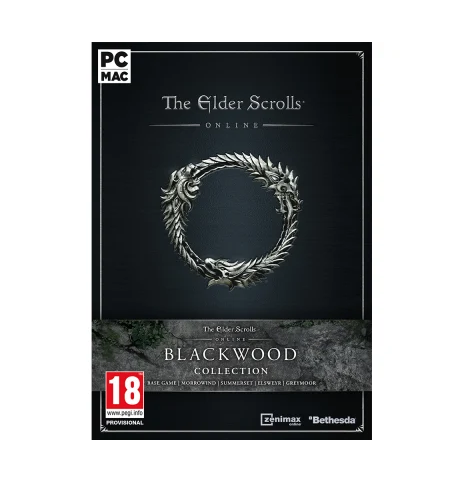 PC
MAC
The Elder Scrolls
ONLINE
The Elder Scrolls
ONLINE
BLACKWOOD
COLLECTION
BASE GAME | MORROWIND | SUMMERSET | ELSWEYR | GREYMOOR
18
www.pegi.info
PROVISIONAL
zenimax
online
Bethesda